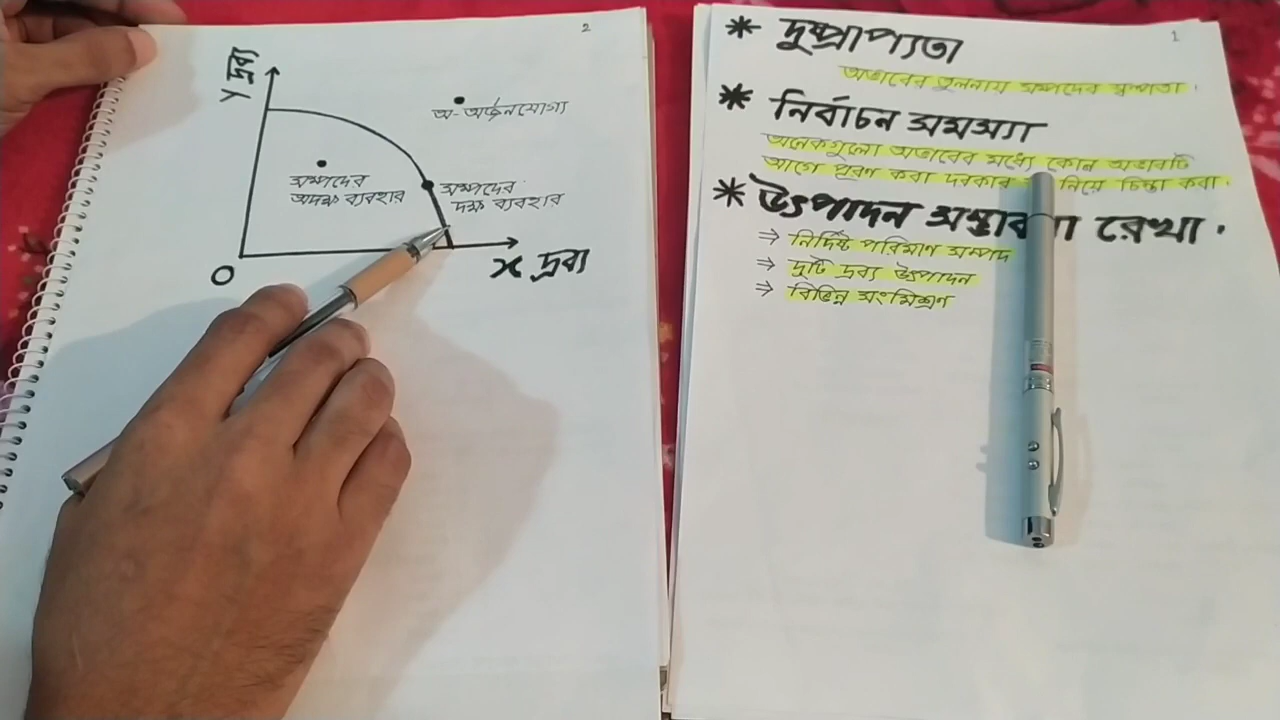 2
Y দ্রব্য
অ-অর্জনযোগ্য
সম্পদের
অদক্ষ ব্যবহার
সম্পদের
দক্ষ ব্যবহার
O
x দ্রব্য
1
* দুষ্প্রাপ্যতা
অভাবের তুলনায় সম্পদের স্বল্পতা।
* নির্বাচন সমস্যা
অনেকগুলো অভাবের মধ্যে কোন অভাবটি
আগে পূরণ করা দরকার নিয়ে চিন্তা করা।
* উৎপাদন সম্ভাবনা রেখা।
⇒ নির্দিষ্ট পরিমাণ সম্পদ
⇒ দুটি দ্রব্য উৎপাদন
⇒ বিভিন্ন সংমিশ্রণ